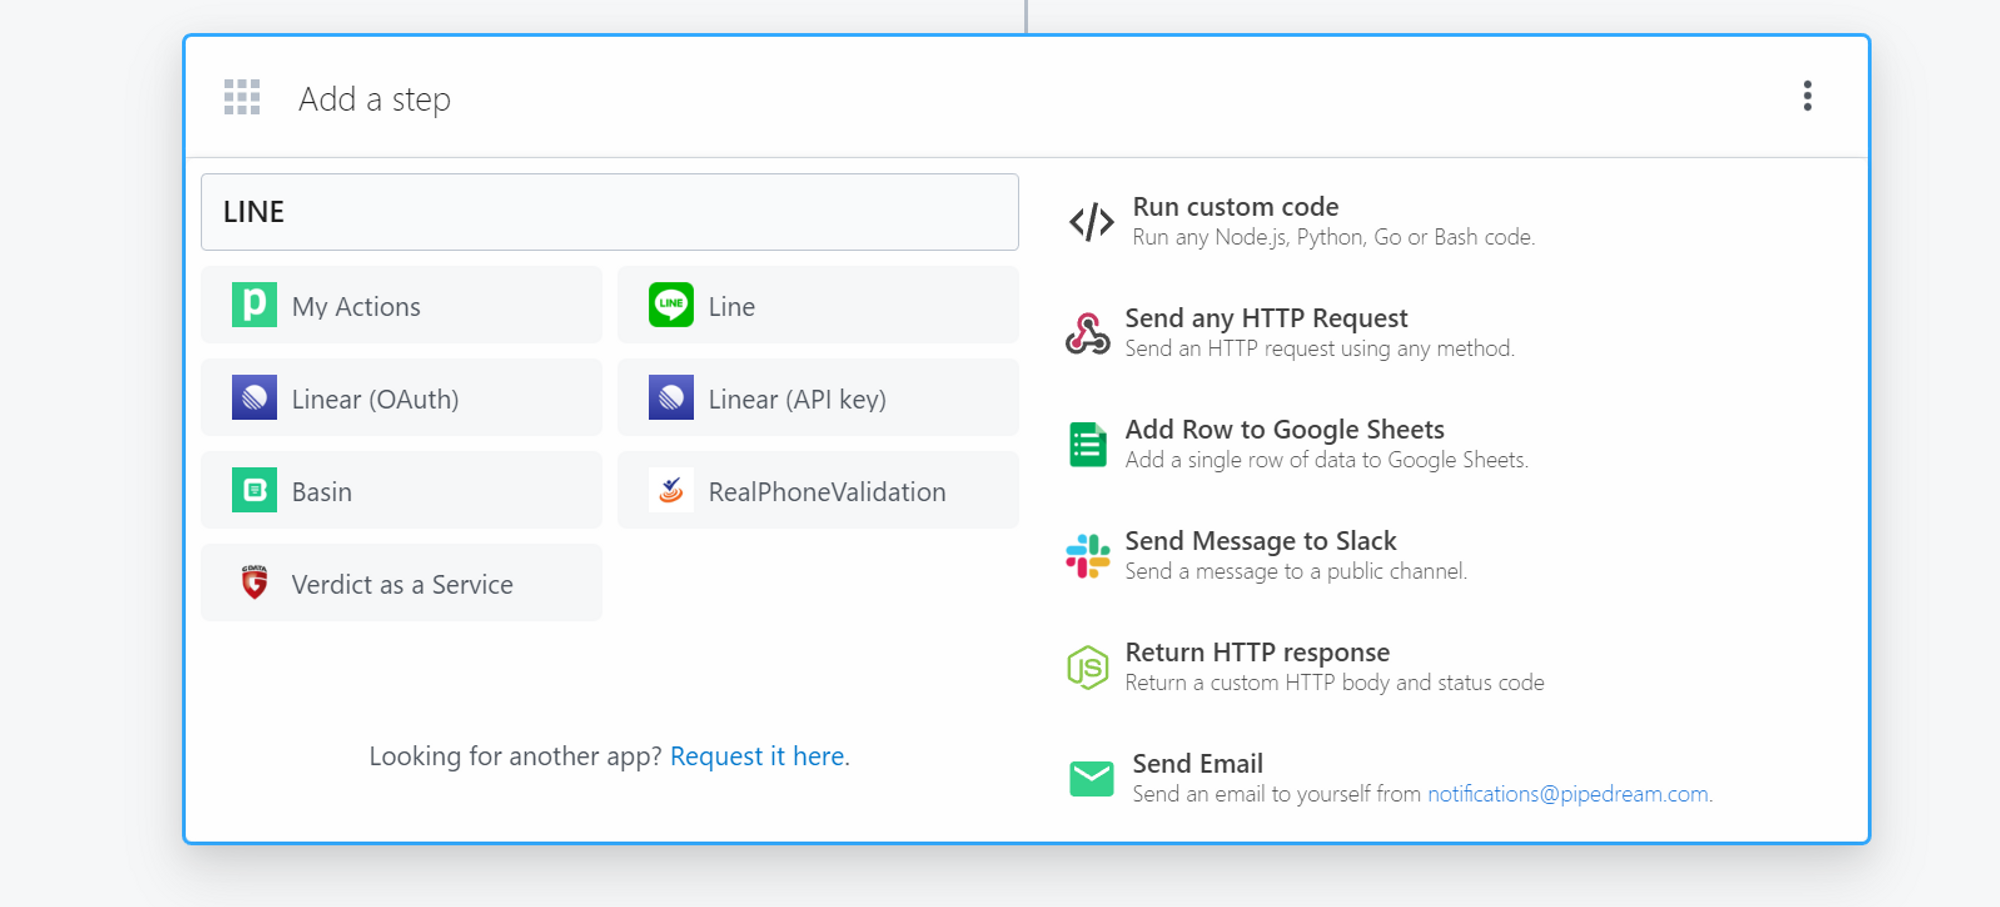 Add a step
LINE
My Actions
LINE
Line
Linear (OAuth)
Linear (API key)
Basin
RealPhoneValidation
G DATA
Verdict as a Service
Looking for another app? Request it here.
Run custom code
Run any Node.js, Python, Go or Bash code.
Send any HTTP Request
Send an HTTP request using any method.
Add Row to Google Sheets
Add a single row of data to Google Sheets.
Send Message to Slack
Send a message to a public channel.
Return HTTP response
Return a custom HTTP body and status code
Send Email
Send an email to yourself from notifications@pipedream.com.